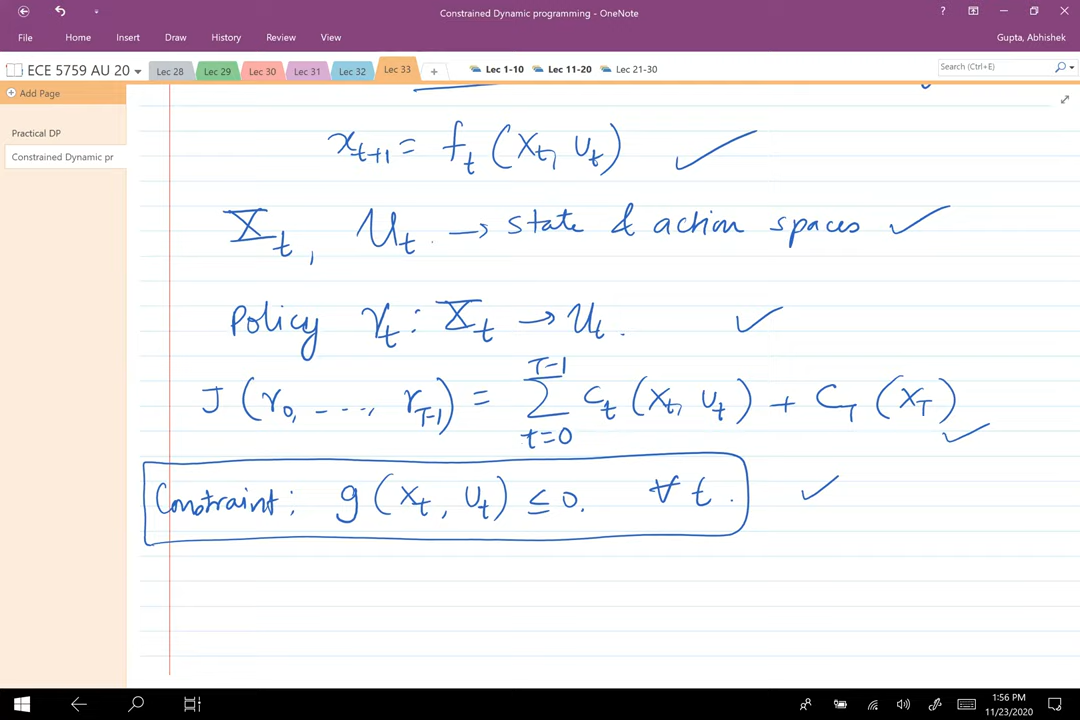 Constrained Dynamic programming - OneNote
?
File Home Insert Draw History Review View Gupta, Abhishek
ECE 5759 AU 20 Lec 28 Lec 29 Lec 30 Lec 31 Lec 32 Lec 33 + Lec 1-10 Lec 11-20 Lec 21-30 Search (Ctrl+E)
Add Page
Practical DP
Constrained Dynamic pr
x_{t+1} = f_t (X_t, U_t)
X_t, U_t → state & action spaces
Policy γ_t : X_t → U_t.
J (γ_0, ---, γ_{T-1}) = ∑_{t=0}^{T-1} C_t (X_t, U_t) + C_T (X_T)
Constraint: g (X_t, U_t) ≤ 0. ∀ t.
1:56 PM
11/23/2020